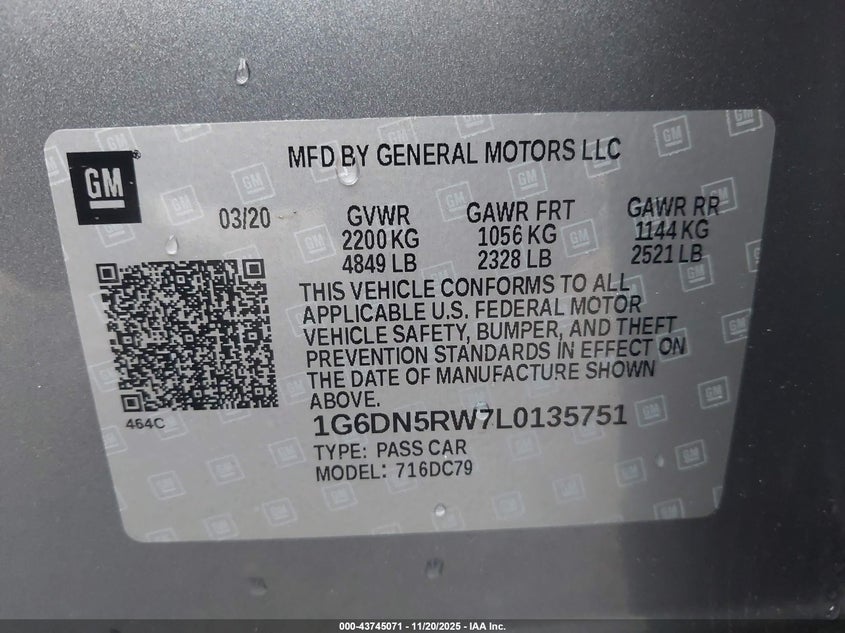 GM
MFD BY GENERAL MOTORS LLC
03/20
GVWR
2200 KG
4849 LB
GAWR FRT
1056 KG
2328 LB
GAWR RR
1144 KG
2521 LB
THIS VEHICLE CONFORMS TO ALL
APPLICABLE U.S. FEDERAL MOTOR
VEHICLE SAFETY, BUMPER, AND THEFT
PREVENTION STANDARDS IN EFFECT ON
THE DATE OF MANUFACTURE SHOWN
ABOVE.
464C
1G6DN5RW7L0135751
TYPE: PASS CAR
MODEL: 716DC79
000-43745071 - 11/20/2025 - IAA Inc.